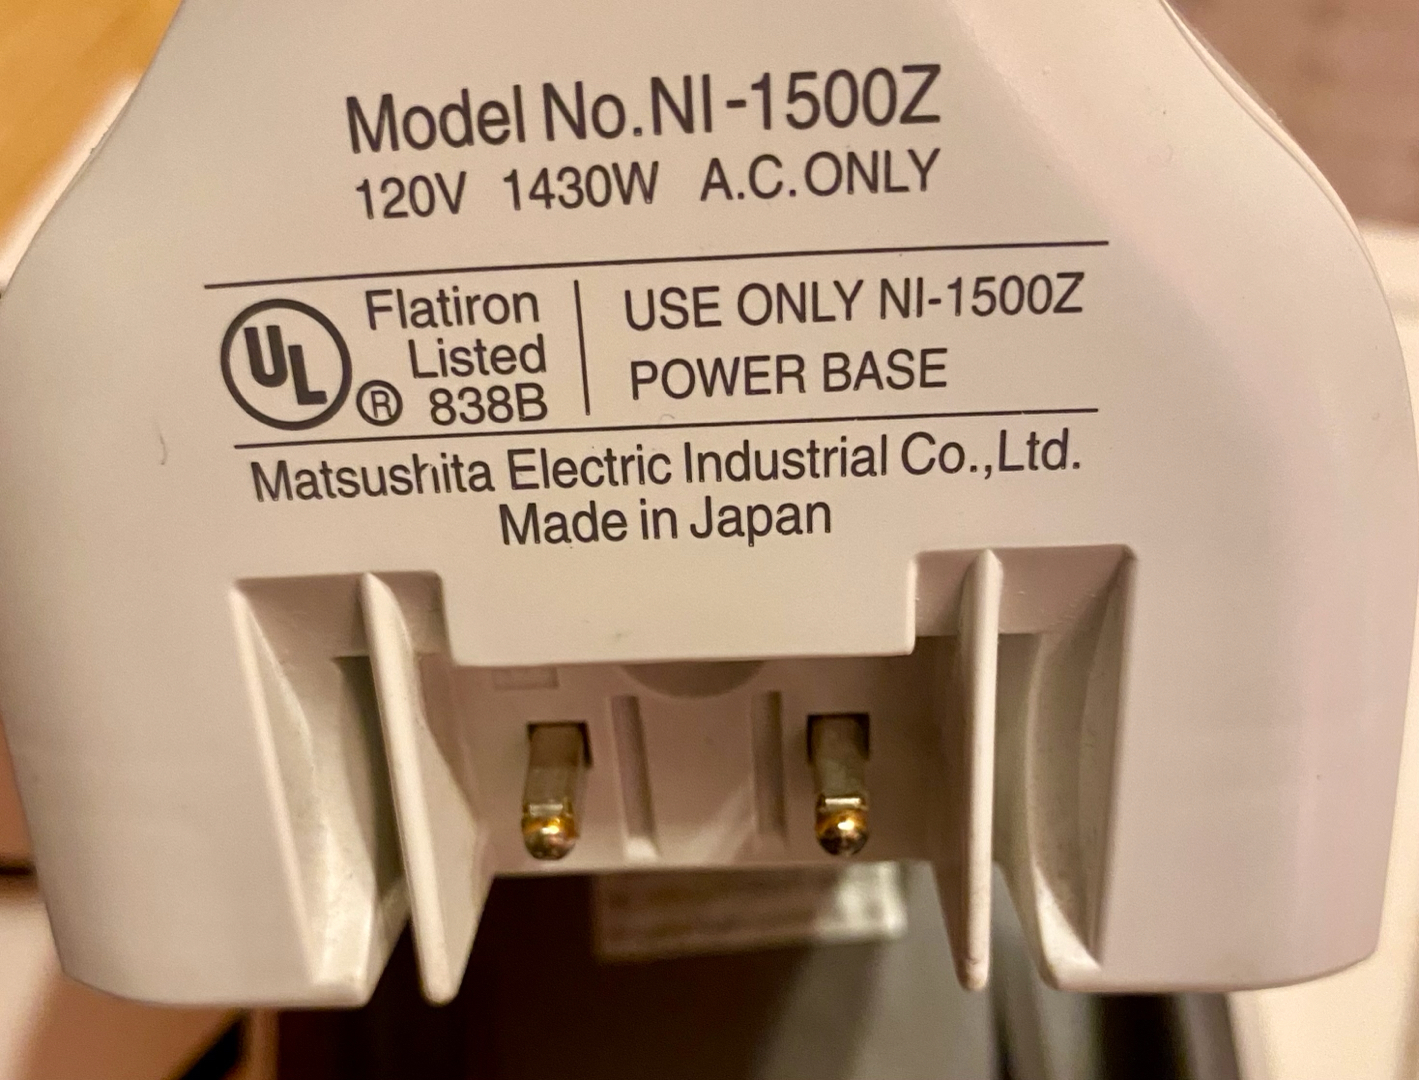 Model No.NI-1500Z
120V 1430W A.C.ONLY
UL
®
Flatiron
Listed
838B
USE ONLY NI-1500Z
POWER BASE
Matsushita Electric Industrial Co.,Ltd.
Made in Japan